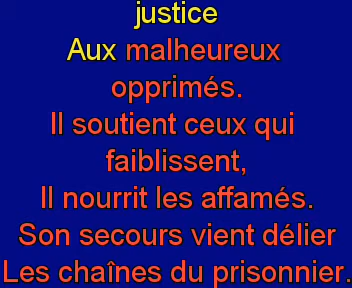 justice
Aux malheureux
opprimés.
Il soutient ceux qui
faiblissent,
Il nourrit les affamés.
Son secours vient délier
Les chaînes du prisonnier.